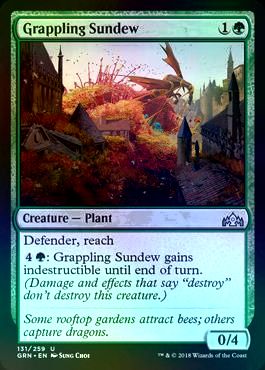 Grappling Sundew 1
Creature — Plant
Defender, reach
4 : Grappling Sundew gains
indestructible until end of turn.
(Damage and effects that say “destroy”
don’t destroy this creature.)
Some rooftop gardens attract bees; others
capture dragons.
0/4
131/259 U
GRN • EN Sung Choi
™ & © 2018 Wizards of the Coast